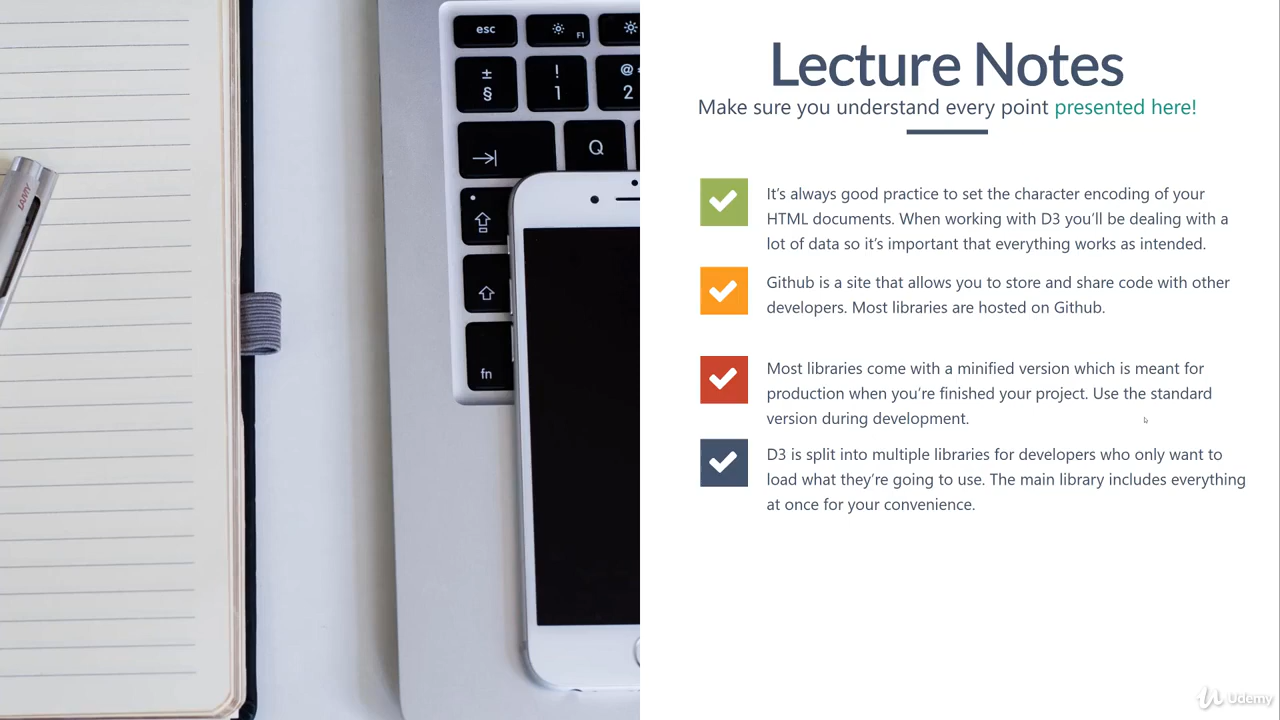 esc
F1
±
§
!
1
@
2
Q
fn
Lecture Notes
Make sure you understand every point presented here!
It's always good practice to set the character encoding of your
HTML documents. When working with D3 you'll be dealing with a
lot of data so it's important that everything works as intended.
Github is a site that allows you to store and share code with other
developers. Most libraries are hosted on Github.
Most libraries come with a minified version which is meant for
production when you're finished your project. Use the standard
version during development.
D3 is split into multiple libraries for developers who only want to
load what they're going to use. The main library includes everything
at once for your convenience.
Udemy